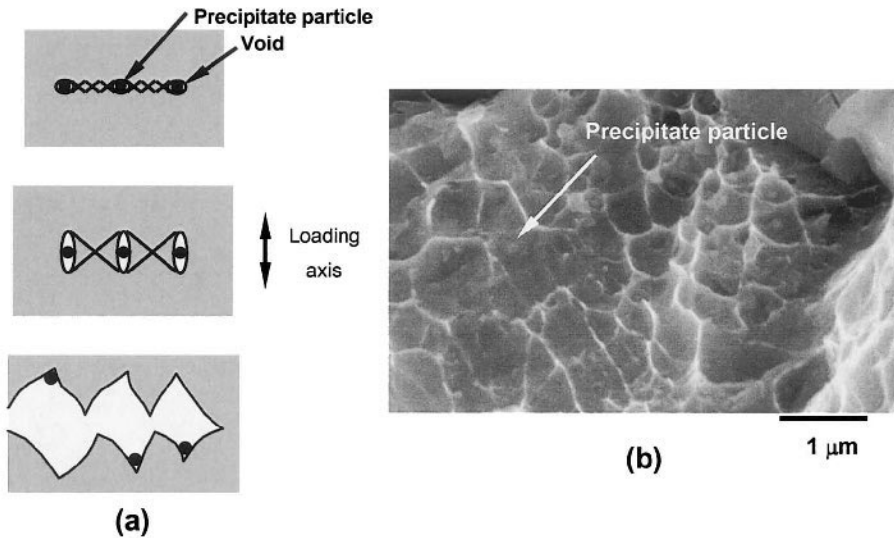 Precipitate particle
Void
Loading
axis
(a)
Precipitate particle
1 μm
(b)